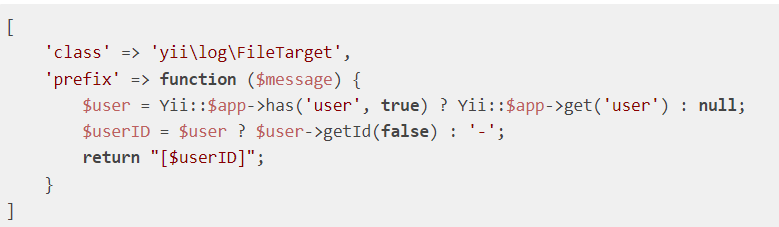 [
    'class' => 'yii\log\FileTarget',
    'prefix' => function ($message) {
        $user = Yii::$app->has('user', true) ? Yii::$app->get('user') : null;
        $userID = $user ? $user->getId(false) : '-';
        return "[$userID]";
    }
]